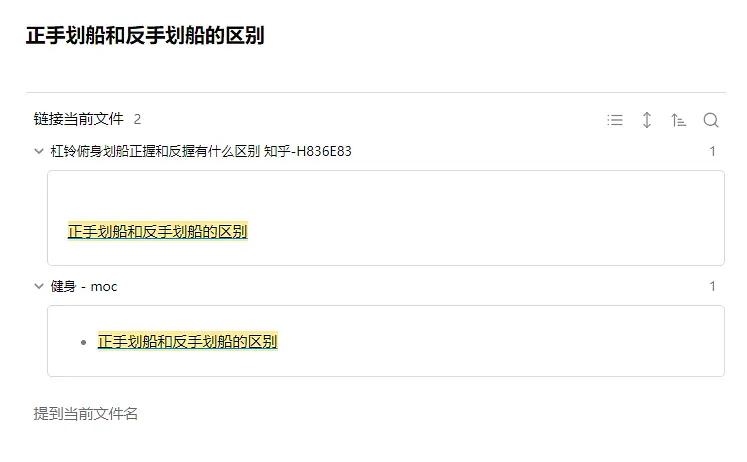 正手划船和反手划船的区别
链接当前文件 2
杠铃俯身划船正握和反握有什么区别 知乎-H836E83 1
正手划船和反手划船的区别
健身 - moc 1
正手划船和反手划船的区别
提到当前文件名